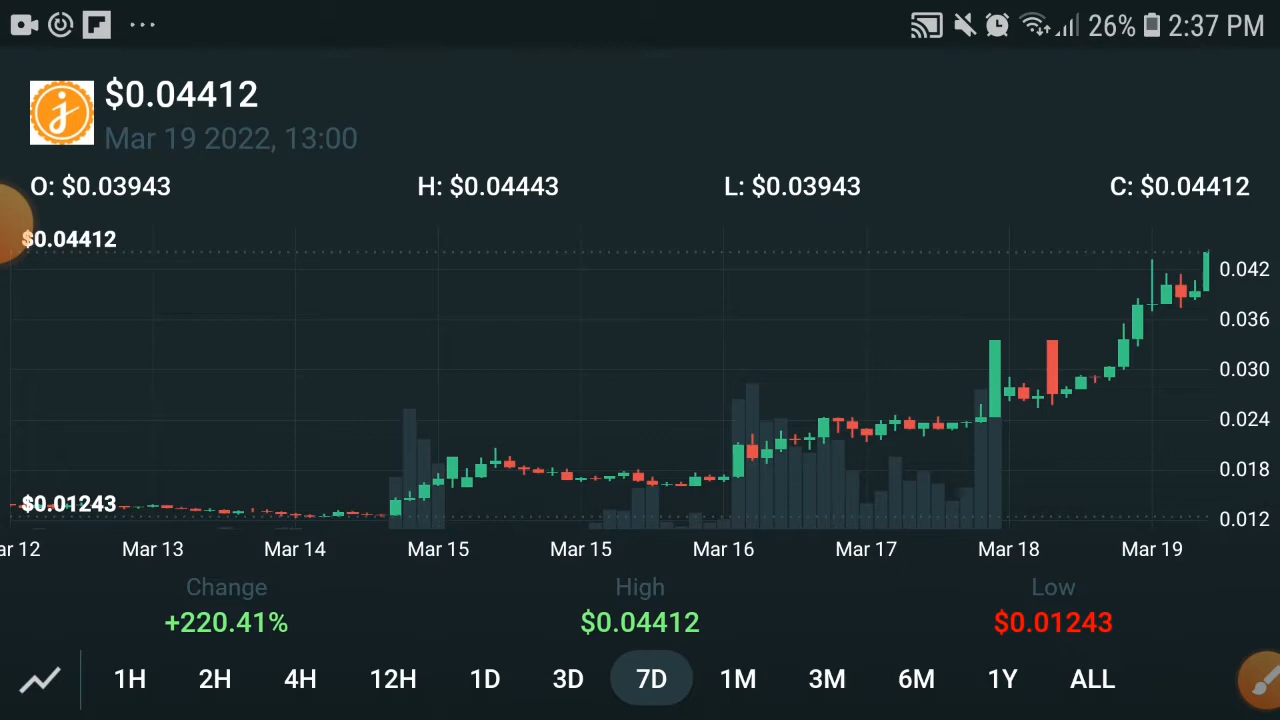 26% 2:37 PM
$0.04412
Mar 19 2022, 13:00
O: $0.03943 H: $0.04443 L: $0.03943 C: $0.04412
$0.04412
0.042
0.036
0.030
0.024
0.018
$0.01243
0.012
ar 12 Mar 13 Mar 14 Mar 15 Mar 15 Mar 16 Mar 17 Mar 18 Mar 19
Change High Low
+220.41% $0.04412 $0.01243
1H 2H 4H 12H 1D 3D 7D 1M 3M 6M 1Y ALL